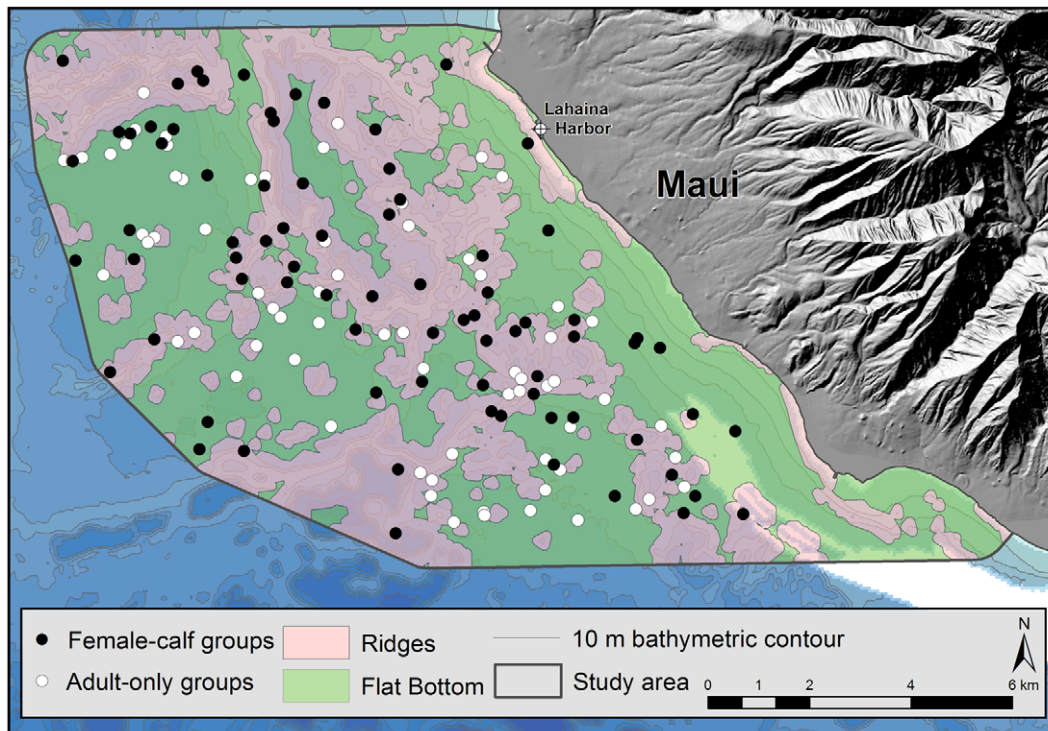 Lahaina
Harbor
Maui
Female-calf groups
Ridges
10 m bathymetric contour
N
Adult-only groups
Flat Bottom
Study area
0 1 2 4 6 km